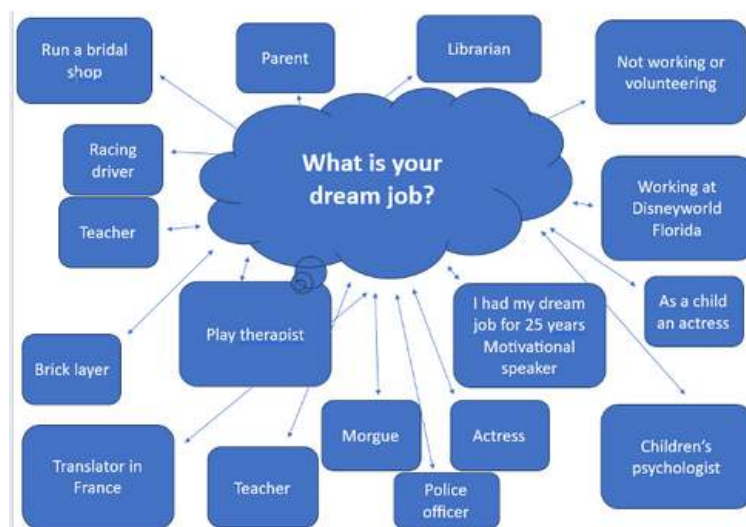 Run a bridal
shop
Parent
Librarian
Not working or
volunteering
What is your
dream job?
Racing
driver
Teacher
Working at
Disneyworld
Florida
Play therapist
I had my dream
job for 25 years
Motivational
speaker
As a child
an actress
Brick layer
Translator in
France
Teacher
Morgue
Police
officer
Actress
Children's
psychologist